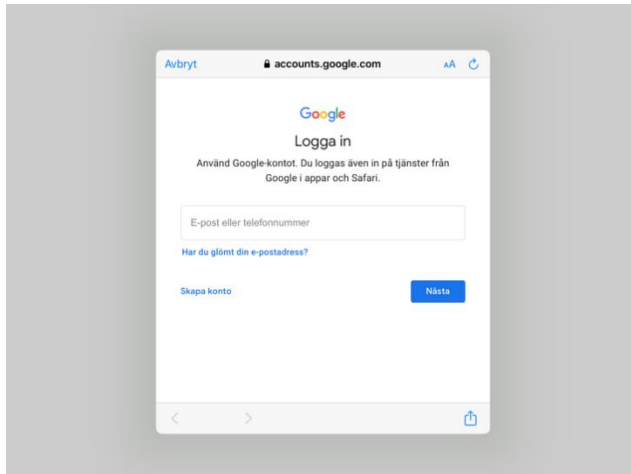 Avbryt
accounts.google.com
AA
Google
Logga in
Använd Google-kontot. Du loggas även in på tjänster från
Google i appar och Safari.
E-post eller telefonnummer
Har du glömt din e-postadress?
Skapa konto
Nästa